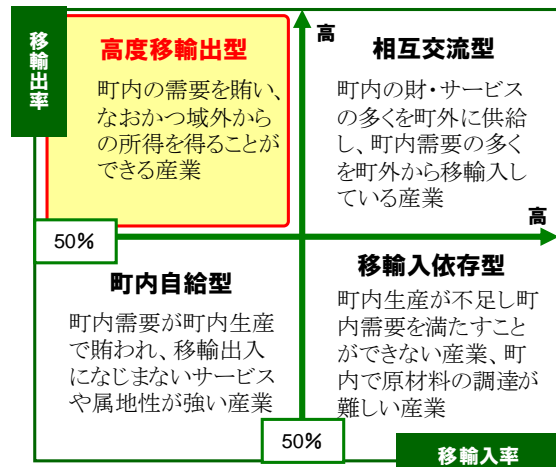 移輸出率
高度移輸出型
町内の需要を賄い、
なおかつ域外から
の所得を得ることが
できる産業
高
相互交流型
町内の財・サービス
の多くを町外に供給
し、町内需要の多く
を町外から移輸入し
ている産業
高
50%
町内自給型
町内需要が町内生産
で賄われ、移輸出入
になじまないサービス
や属地性が強い産業
移輸入依存型
町内生産が不足し町
内需要を満たすこと
ができない産業、町
内で原材料の調達が
難しい産業
50%
移輸入率